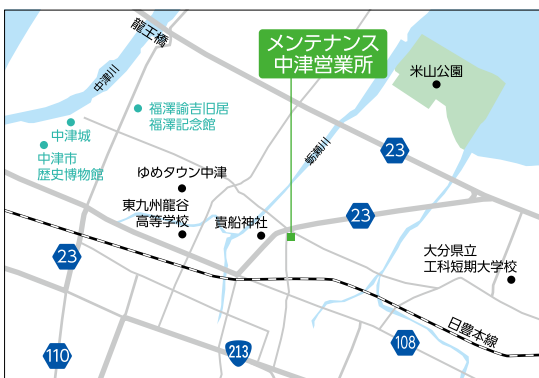 龍王橋
中津川
メンテナンス
中津営業所
米山公園
福澤諭吉旧居
福澤記念館
中津城
中津市
歴史博物館
蛎瀬川
23
ゆめタウン中津
東九州龍谷
高等学校
貴船神社
23
23
大分県立
工科短期大学校
日豊本線
110
213
108